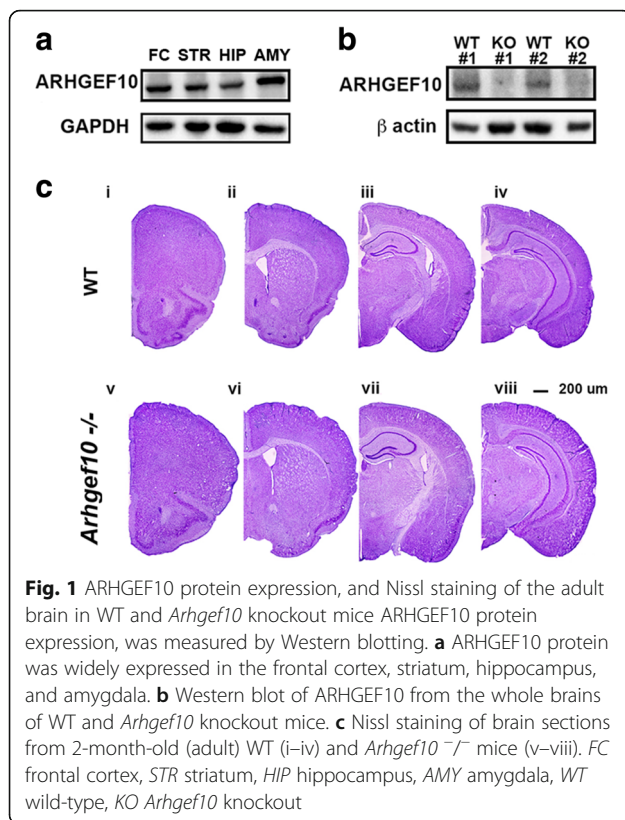 a
FC STR HIP AMY
ARHGEF10
GAPDH
b
WT KO WT KO
#1 #1 #2 #2
ARHGEF10
β actin
c
i ii iii iv
WT
v vi vii viii 200 um
Arhgef10 -/-
Fig. 1 ARHGEF10 protein expression, and Nissl staining of the adult
brain in WT and Arhgef10 knockout mice ARHGEF10 protein
expression, was measured by Western blotting. a ARHGEF10 protein
was widely expressed in the frontal cortex, striatum, hippocampus,
and amygdala. b Western blot of ARHGEF10 from the whole brains
of WT and Arhgef10 knockout mice. c Nissl staining of brain sections
from 2-month-old (adult) WT (i–iv) and Arhgef10 ⁻/⁻ mice (v–viii). FC
frontal cortex, STR striatum, HIP hippocampus, AMY amygdala, WT
wild-type, KO Arhgef10 knockout